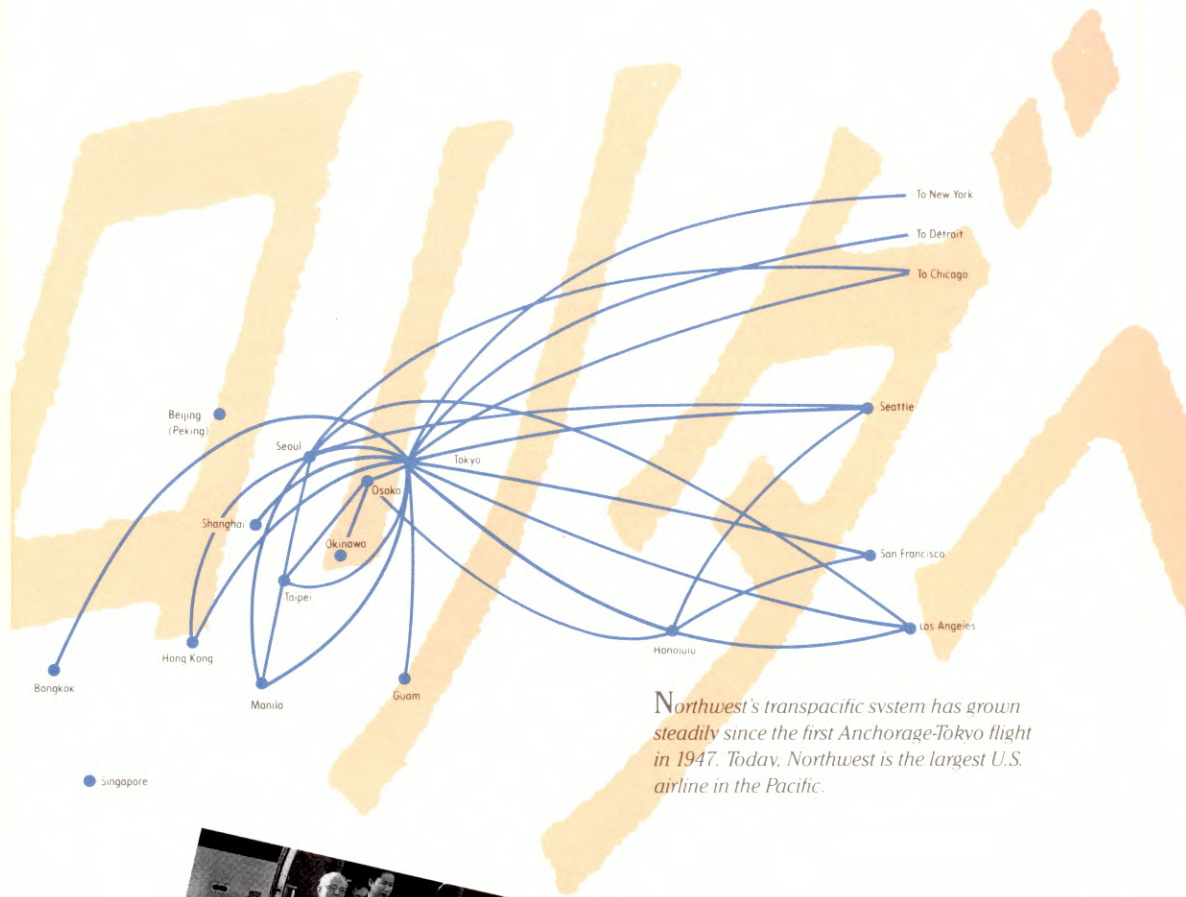 To New York
To Detroit
To Chicago
Beijing
(Peking)
Seattle
Seoul
Tokyo
Osaka
Shanghai
Okinawa
San Francisco
Taipei
Los Angeles
Honolulu
Hong Kong
Bangkok
Guam
Manila
Northwest's transpacific system has grown
steadily since the first Anchorage-Tokyo flight
in 1947. Today, Northwest is the largest U.S.
airline in the Pacific.
Singapore